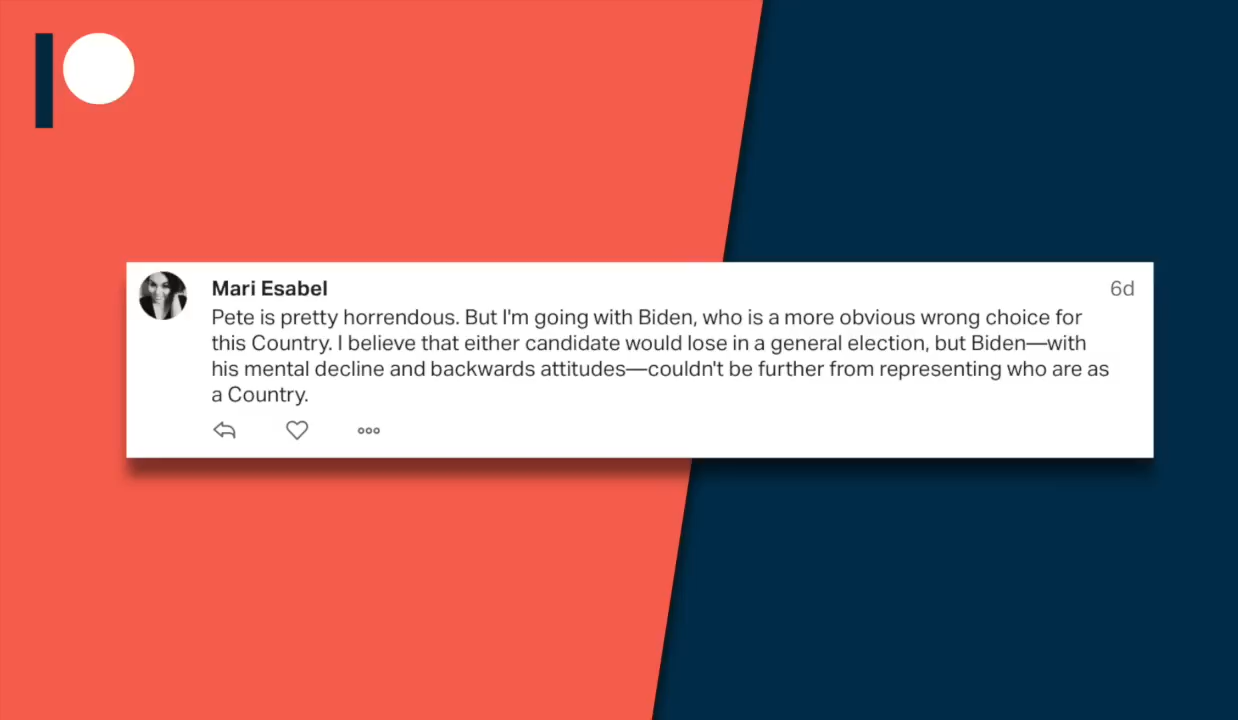 Mari Esabel
6d
Pete is pretty horrendous. But I'm going with Biden, who is a more obvious wrong choice for
this Country. I believe that either candidate would lose in a general election, but Biden—with
his mental decline and backwards attitudes—couldn't be further from representing who are as
a Country.